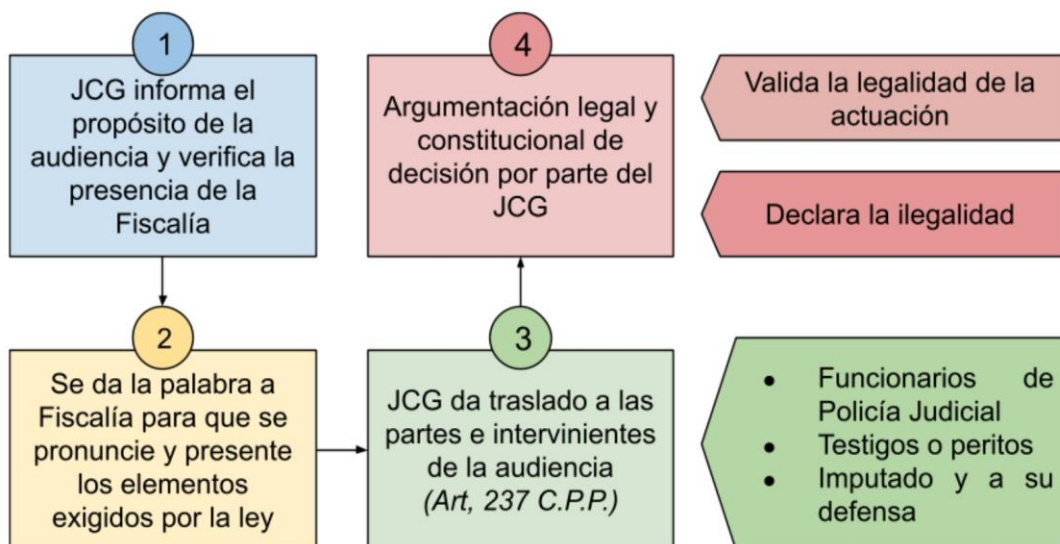 1
JCG informa el
propósito de la
audiencia y verifica la
presencia de la
Fiscalía
2
Se da la palabra a
Fiscalía para que se
pronuncie y presente
los elementos
exigidos por la ley
3
JCG da traslado a las
partes e intervinientes
de la audiencia
(Art, 237 C.P.P.)
● Funcionarios de
Policía Judicial
● Testigos o peritos
● Imputado y a su
defensa
4
Argumentación legal y
constitucional de
decisión por parte del
JCG
Valida la legalidad de la
actuación
Declara la ilegalidad